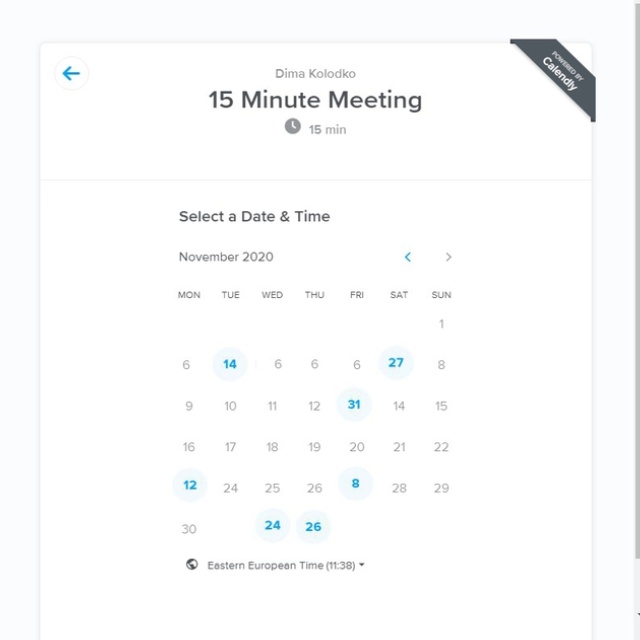 Dima Kolodko
POWERED BY
Calendly
15 Minute Meeting
15 min
Select a Date & Time
November 2020
MON TUE WED THU FRI SAT SUN
1
6 14 6 6 6 27 8
9 10 11 12 31 14 15
16 17 18 19 20 21 22
12 24 25 26 8 28 29
30 24 26
Eastern European Time (11:38)